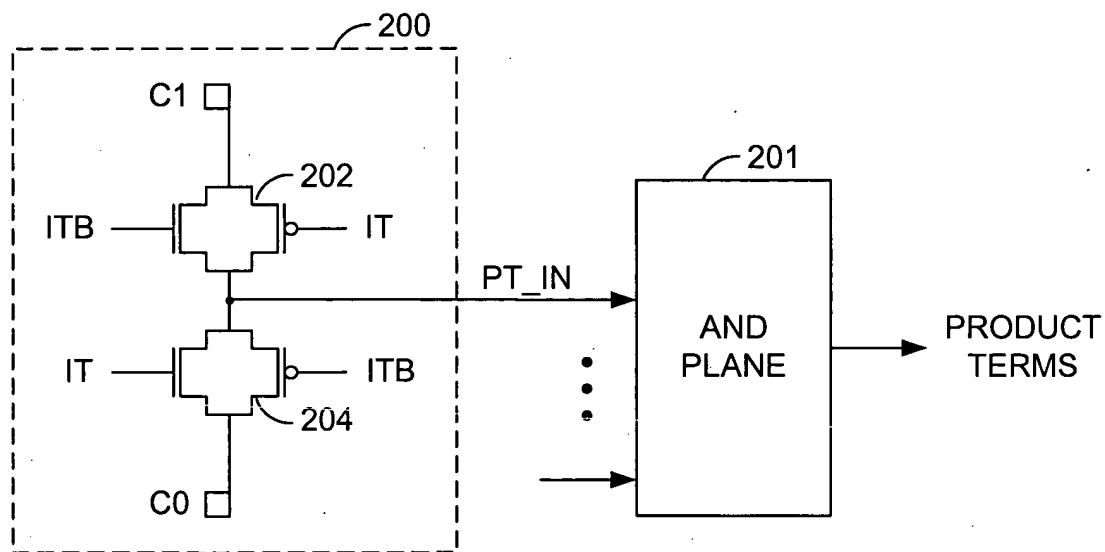 200
C1
202
ITB
IT
PT_IN
IT
ITB
204
C0
201
AND
PLANE
PRODUCT
TERMS